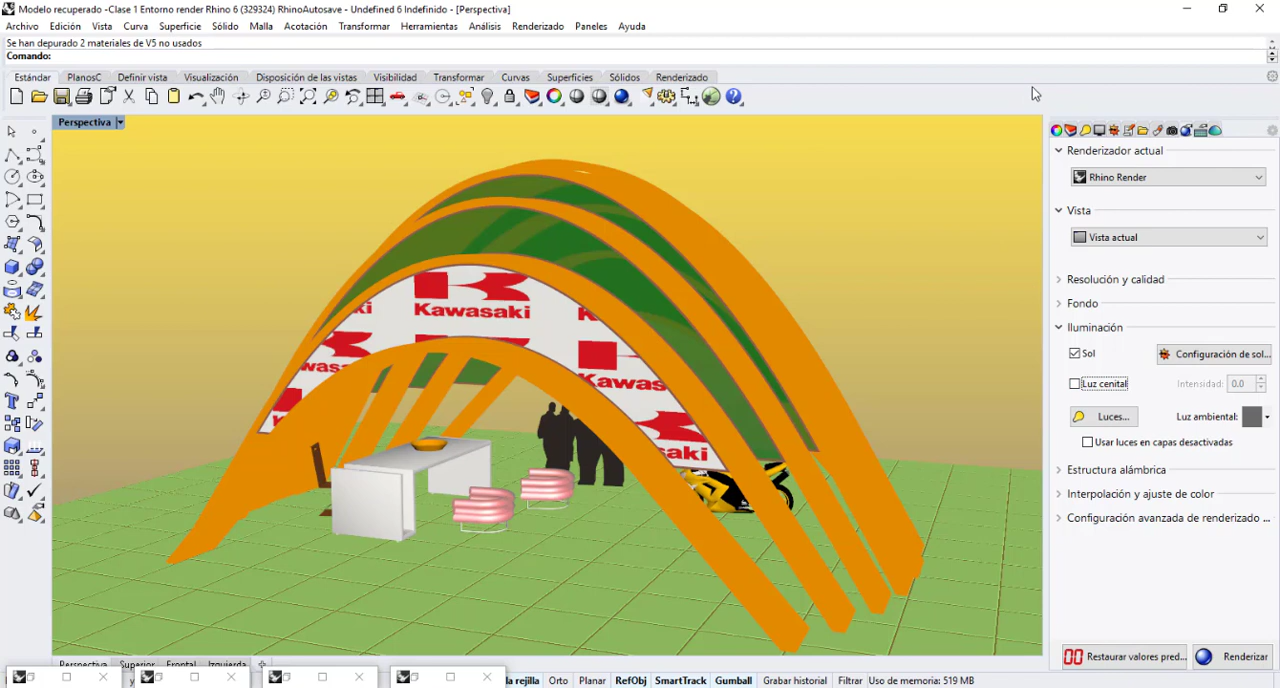 Modelo recuperado -Clase 1 Entorno render Rhino 6 (329324) RhinoAutosave - Undefined 6 Indefinido - [Perspectiva]
Archivo Edición Vista Curva Superficie Sólido Malla Acotación Transformar Herramientas Análisis Renderizado Paneles Ayuda
Se han depurado 2 materiales de V5 no usados
Comando:
Estándar PlanosC Definir vista Visualización Disposición de las vistas Visibilidad Transformar Curvas Superficies Sólidos Renderizado
Perspectiva
Renderizador actual
Rhino Render
Vista
Vista actual
Resolución y calidad
Fondo
Iluminación
Sol Configuración de sol...
Luz cenital Intensidad: 0.0
Luces... Luz ambiental:
Usar luces en capas desactivadas
Estructura alámbrica
Interpolación y ajuste de color
Configuración avanzada de renderizado ...
Restaurar valores pred... Renderizar
ki Kawasaki K
Kawasaki
Kawasaki
saki
Perspectiva Superior Frontal Izquierda
la rejilla Orto Planar RefObj SmartTrack Gumball Grabar historial Filtrar Uso de memoria: 519 MB